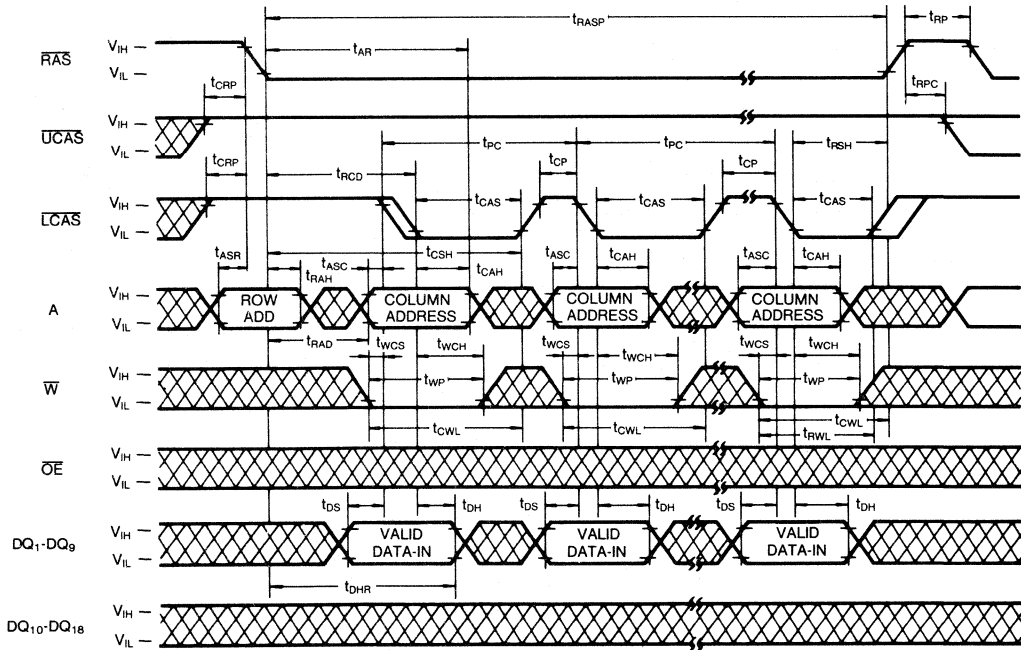 tRASP
tRP
tAR
RAS
VIH
VIL
tCRP
tRPC
UCAS
VIH
VIL
tPC
tPC
tRSH
tCRP
tRCD
tCP
tCP
LCAS
VIH
VIL
tCAS
tCAS
tCAS
tASR
tRAH
tASC
tCSH
tCAH
tASC
tCAH
tASC
tCAH
A
VIH
VIL
ROW ADD
COLUMN ADDRESS
COLUMN ADDRESS
COLUMN ADDRESS
tRAD
tWCS
tWCH
tWCS
tWCH
tWCS
tWCH
W
VIH
VIL
tWP
tWP
tWP
tCWL
tCWL
tCWL
tRWL
OE
VIH
VIL
tDS
tDH
tDS
tDH
tDS
tDH
DQ1-DQ9
VIH
VIL
VALID DATA-IN
VALID DATA-IN
VALID DATA-IN
tDHR
DQ10-DQ18
VIH
VIL